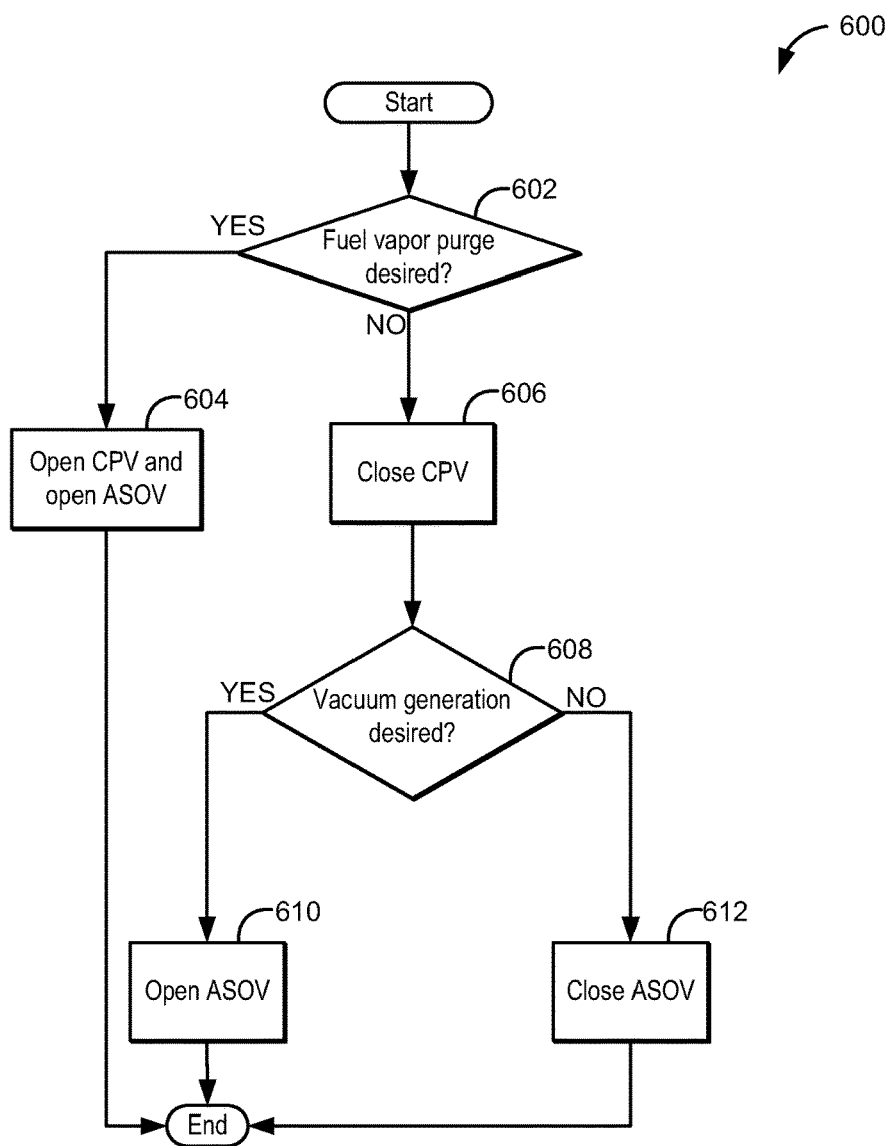 600
Start
602
YES
Fuel vapor purge
desired?
NO
604
606
Open CPV and
open ASOV
Close CPV
608
YES
Vacuum generation
desired?
NO
610
612
Open ASOV
Close ASOV
End